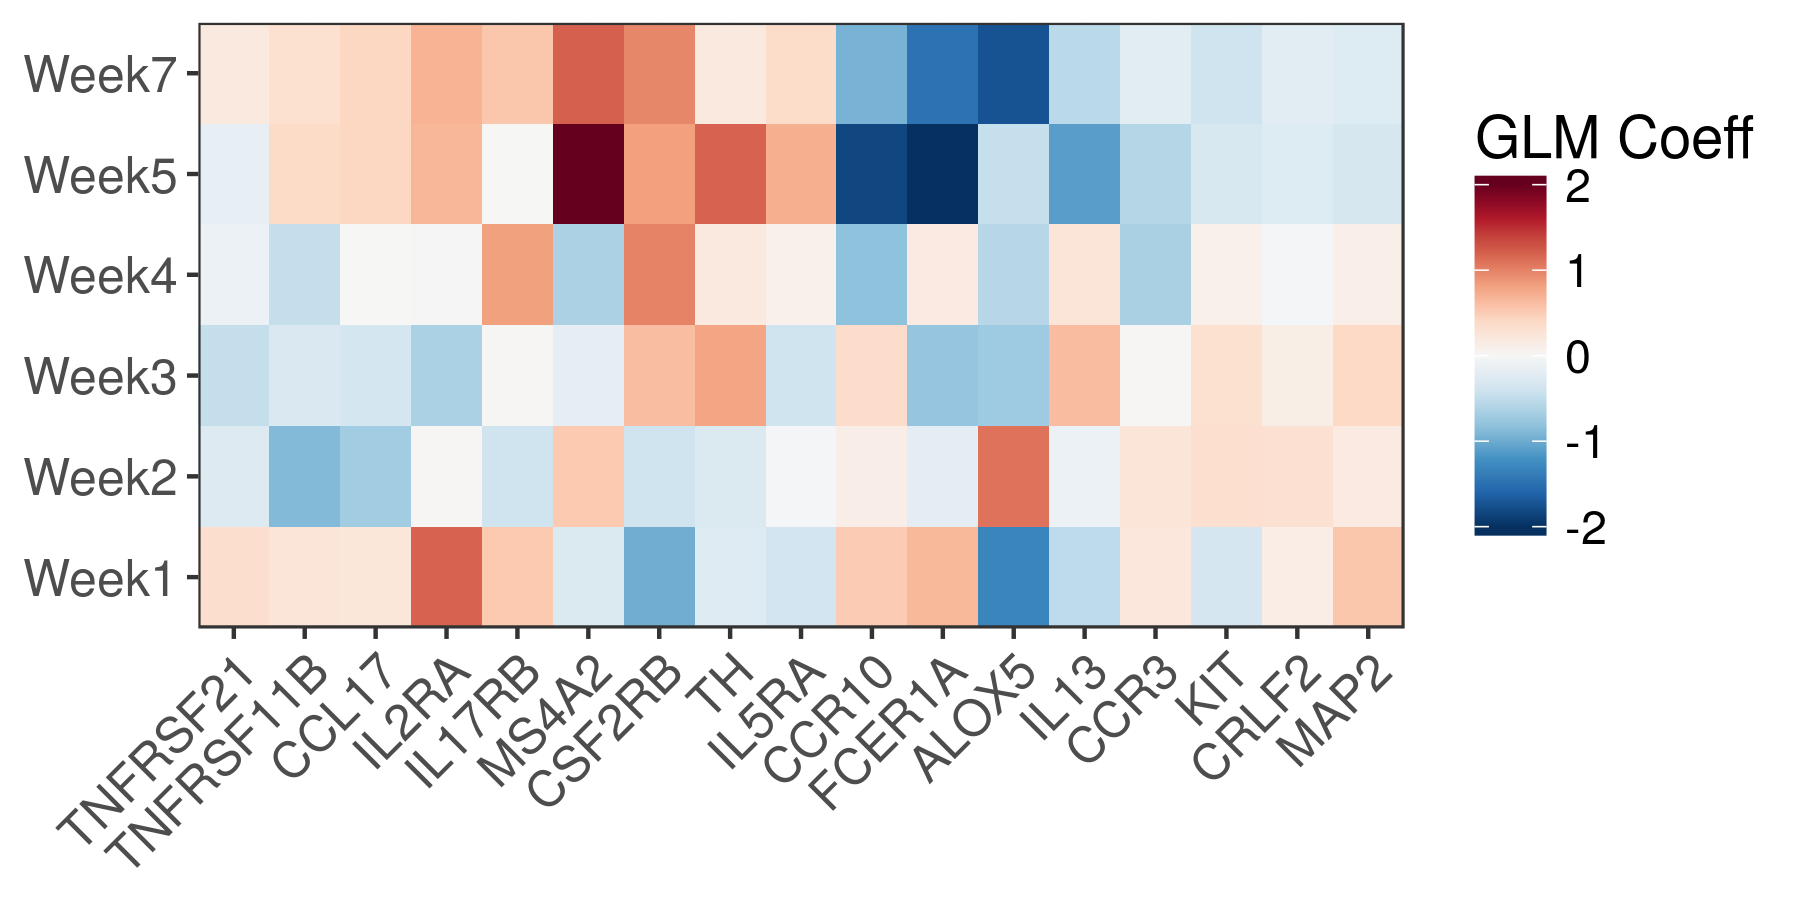 Week7
Week5
Week4
Week3
Week2
Week1
TNFRSF21
TNFRSF11B
CCL17
IL2RA
IL17RB
MS4A2
CSF2RB
TH
IL5RA
CCR10
FCER1A
ALOX5
IL13
CCR3
KIT
CRLF2
MAP2
GLM Coeff
2
1
0
-1
-2